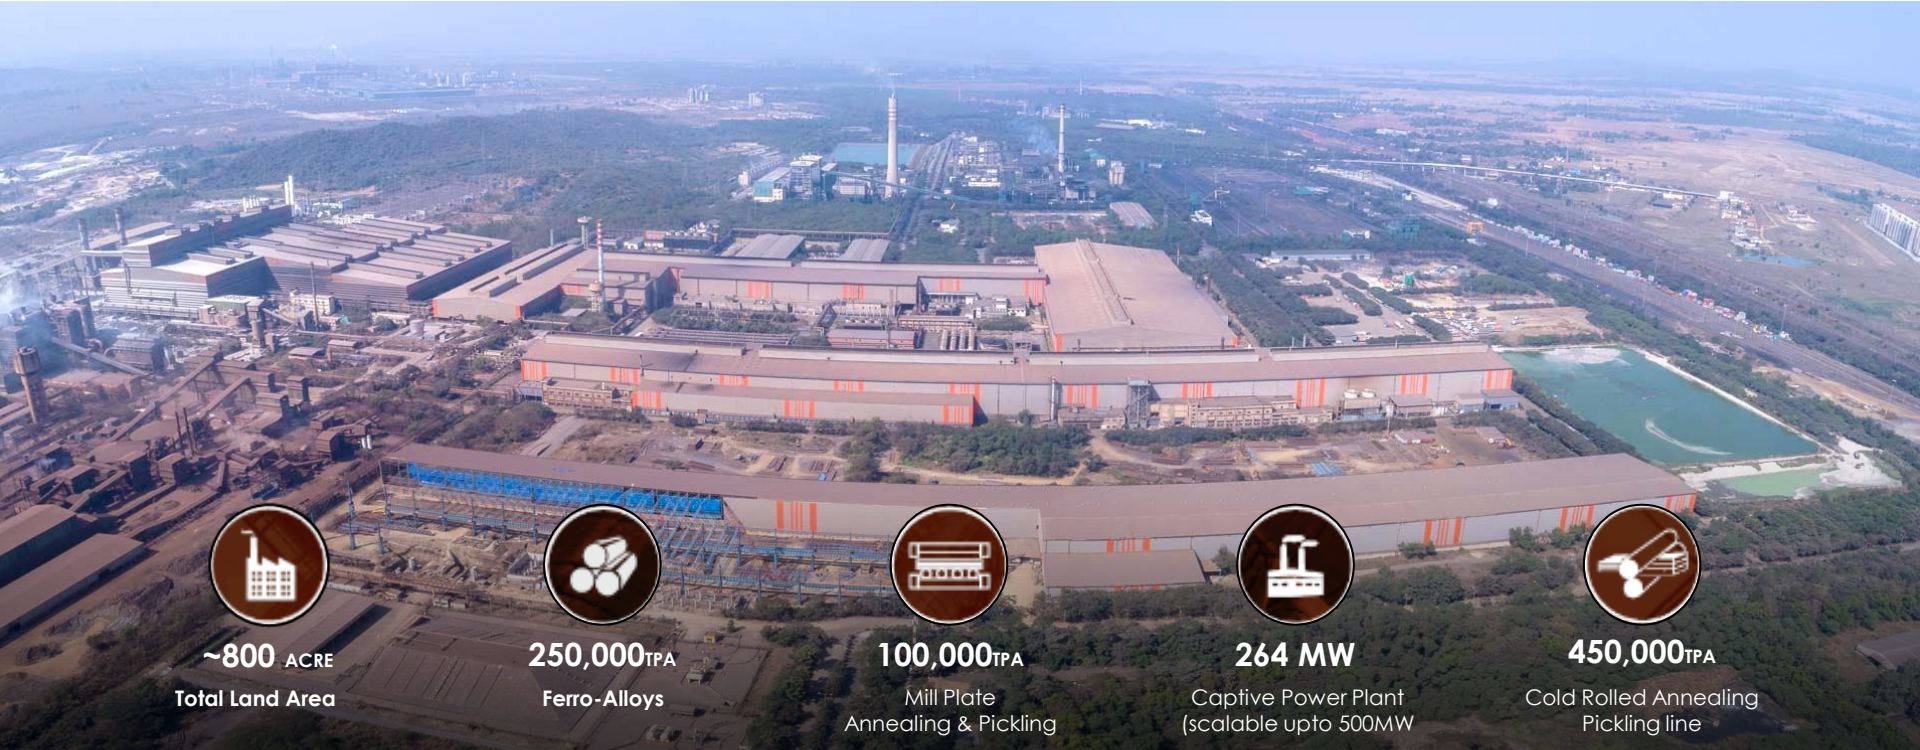 ~800 ACRE
Total Land Area
250,000TPA
Ferro-Alloys
100,000TPA
Mill Plate
Annealing & Pickling
264 MW
Captive Power Plant
(scalable upto 500MW
450,000TPA
Cold Rolled Annealing
Pickling line